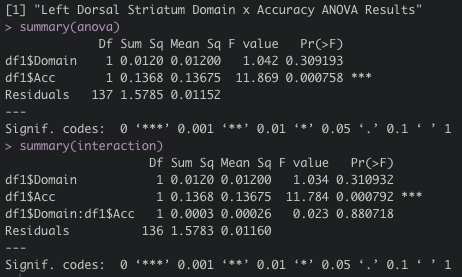 [1] "Left Dorsal Striatum Domain x Accuracy ANOVA Results"
> summary(anova)
Df Sum Sq Mean Sq F value Pr(>F)
df1$Domain 1 0.0120 0.01200 1.042 0.309193
df1$Acc 1 0.1368 0.13675 11.869 0.000758 ***
Residuals 137 1.5785 0.01152
---
Signif. codes: 0 ‘***’ 0.001 ‘**’ 0.01 ‘*’ 0.05 ‘.’ 0.1 ‘ ’ 1
> summary(interaction)
Df Sum Sq Mean Sq F value Pr(>F)
df1$Domain 1 0.0120 0.01200 1.034 0.310932
df1$Acc 1 0.1368 0.13675 11.784 0.000792 ***
df1$Domain:df1$Acc 1 0.0003 0.00026 0.023 0.880718
Residuals 136 1.5783 0.01160
---
Signif. codes: 0 ‘***’ 0.001 ‘**’ 0.01 ‘*’ 0.05 ‘.’ 0.1 ‘ ’ 1